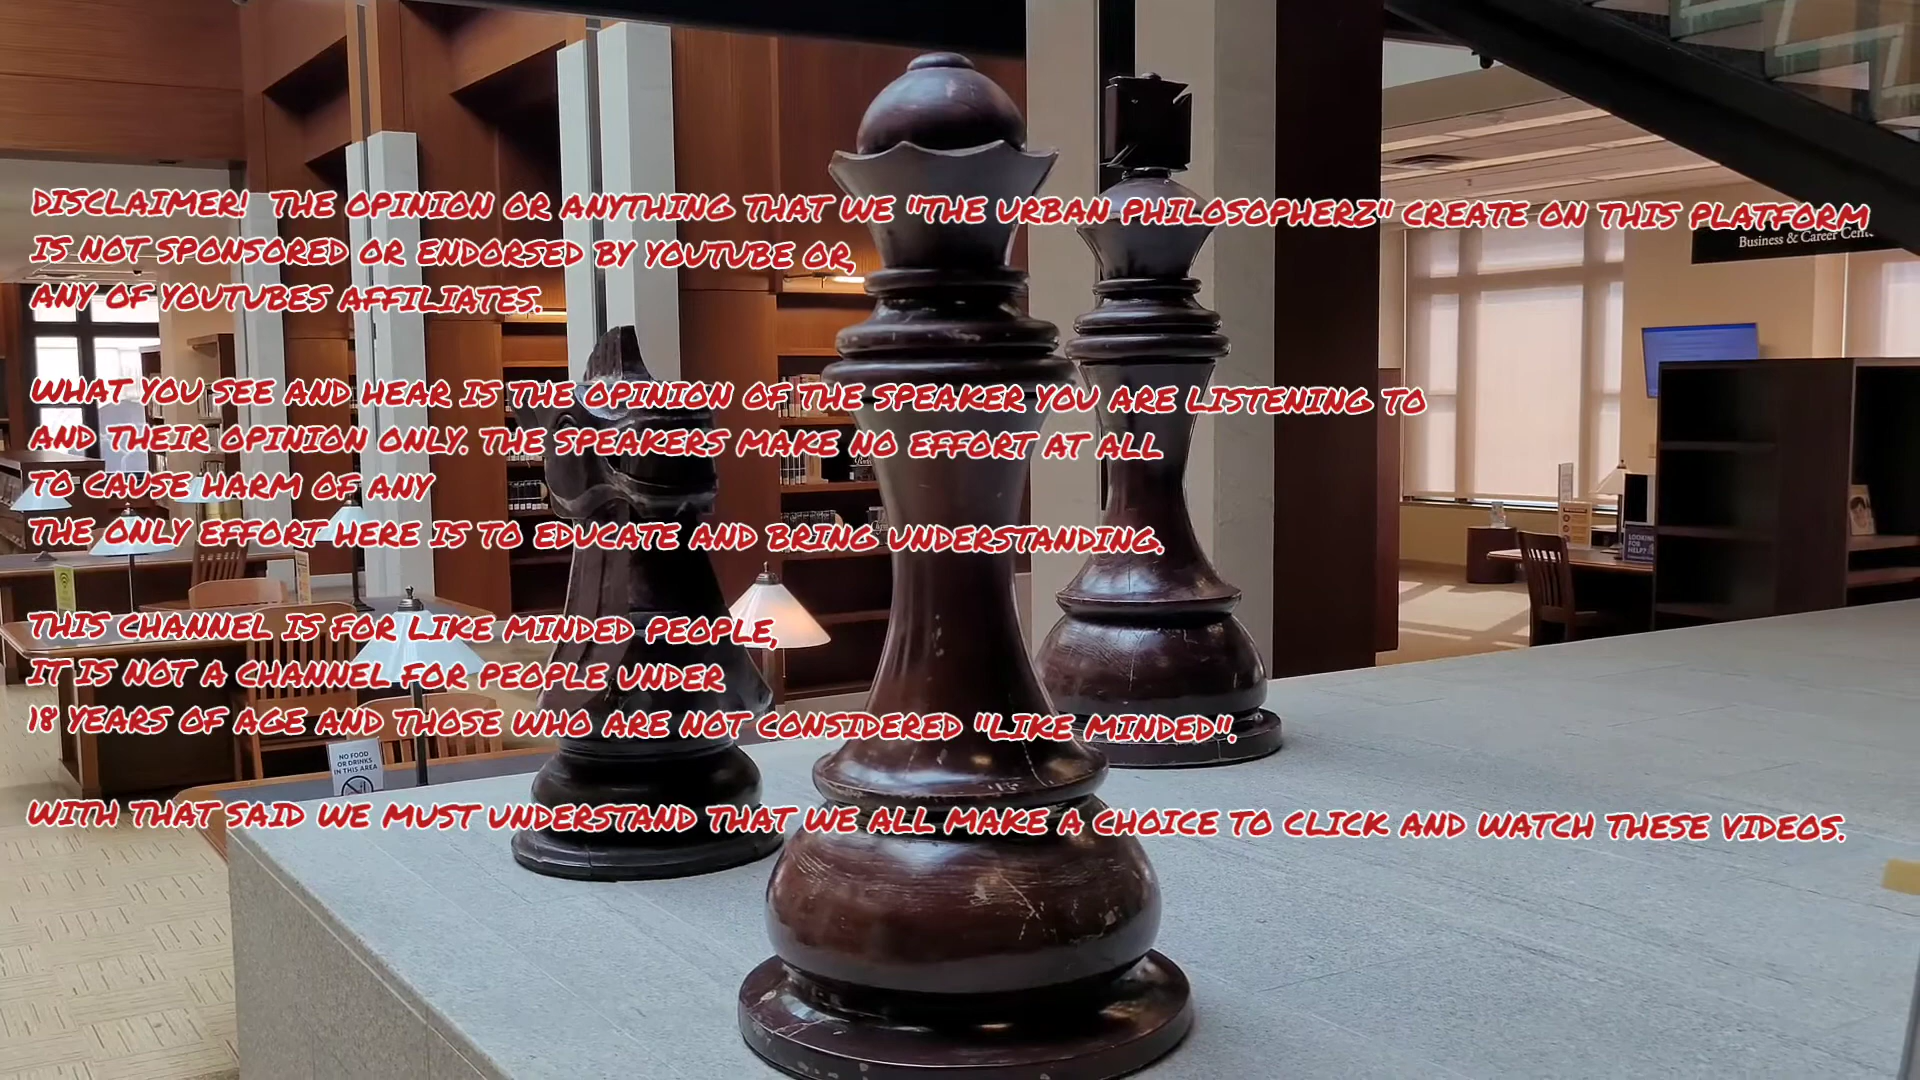 DISCLAIMER! THE OPINION OR ANYTHING THAT WE "THE URBAN PHILOSOPHERZ" CREATE ON THIS PLATFORM
IS NOT SPONSORED OR ENDORSED BY YOUTUBE OR,
ANY OF YOUTUBES AFFILIATES.
WHAT YOU SEE AND HEAR IS THE OPINION OF THE SPEAKER YOU ARE LISTENING TO
AND THEIR OPINION ONLY. THE SPEAKERS MAKE NO EFFORT AT ALL
TO CAUSE HARM OF ANY
THE ONLY EFFORT HERE IS TO EDUCATE AND BRING UNDERSTANDING.
THIS CHANNEL IS FOR LIKE MINDED PEOPLE,
IT IS NOT A CHANNEL FOR PEOPLE UNDER
18 YEARS OF AGE AND THOSE WHO ARE NOT CONSIDERED "LIKE MINDED".
WITH THAT SAID WE MUST UNDERSTAND THAT WE ALL MAKE A CHOICE TO CLICK AND WATCH THESE VIDEOS.
Business & Career
LOOKING
FOR
HELP?
NO FOOD
OR DRINKS
IN THIS AREA